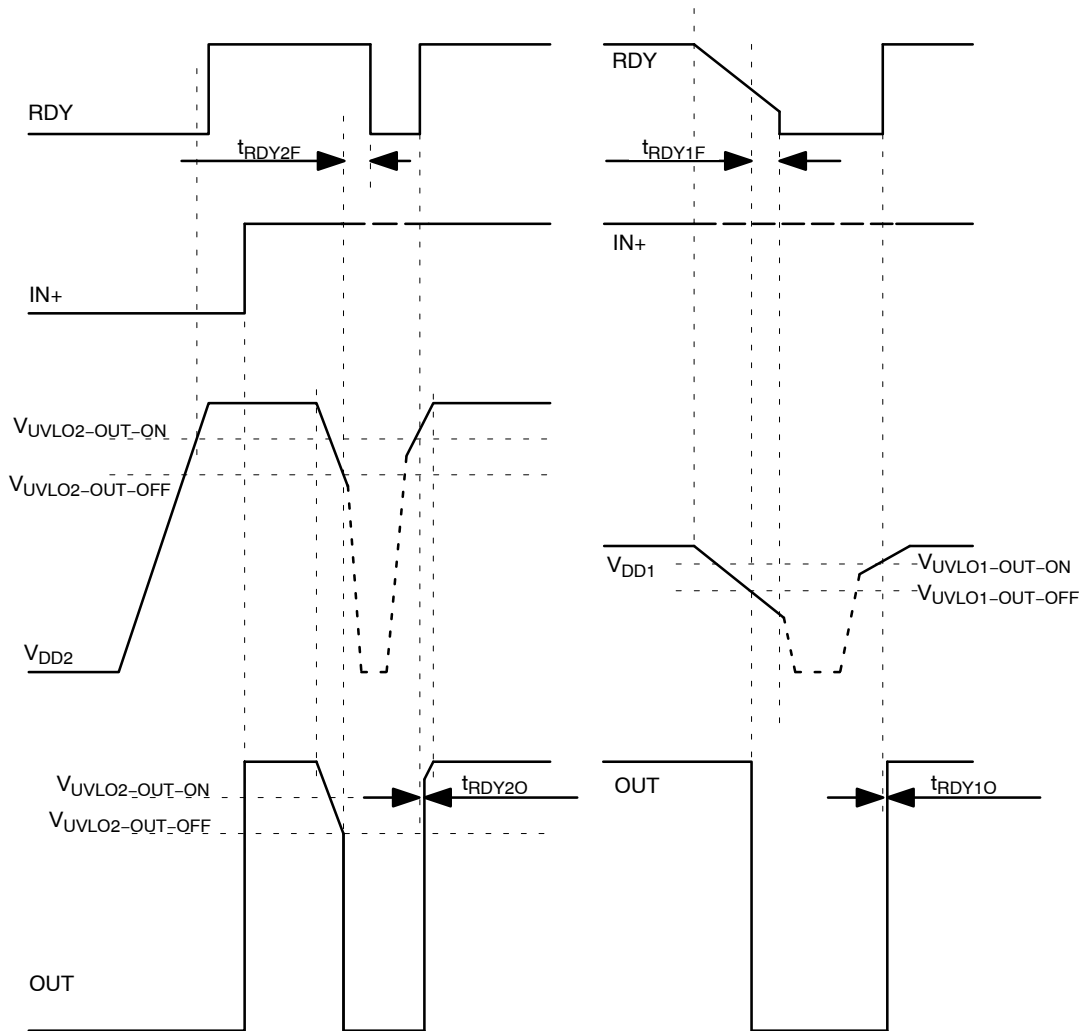 RDY
tRDY2F
IN+
VUVLO2-OUT-ON
VUVLO2-OUT-OFF
VDD2
VUVLO2-OUT-ON
tRDY2O
VUVLO2-OUT-OFF
OUT
RDY
tRDY1F
IN+
VDD1
VUVLO1-OUT-ON
VUVLO1-OUT-OFF
OUT
tRDY1O